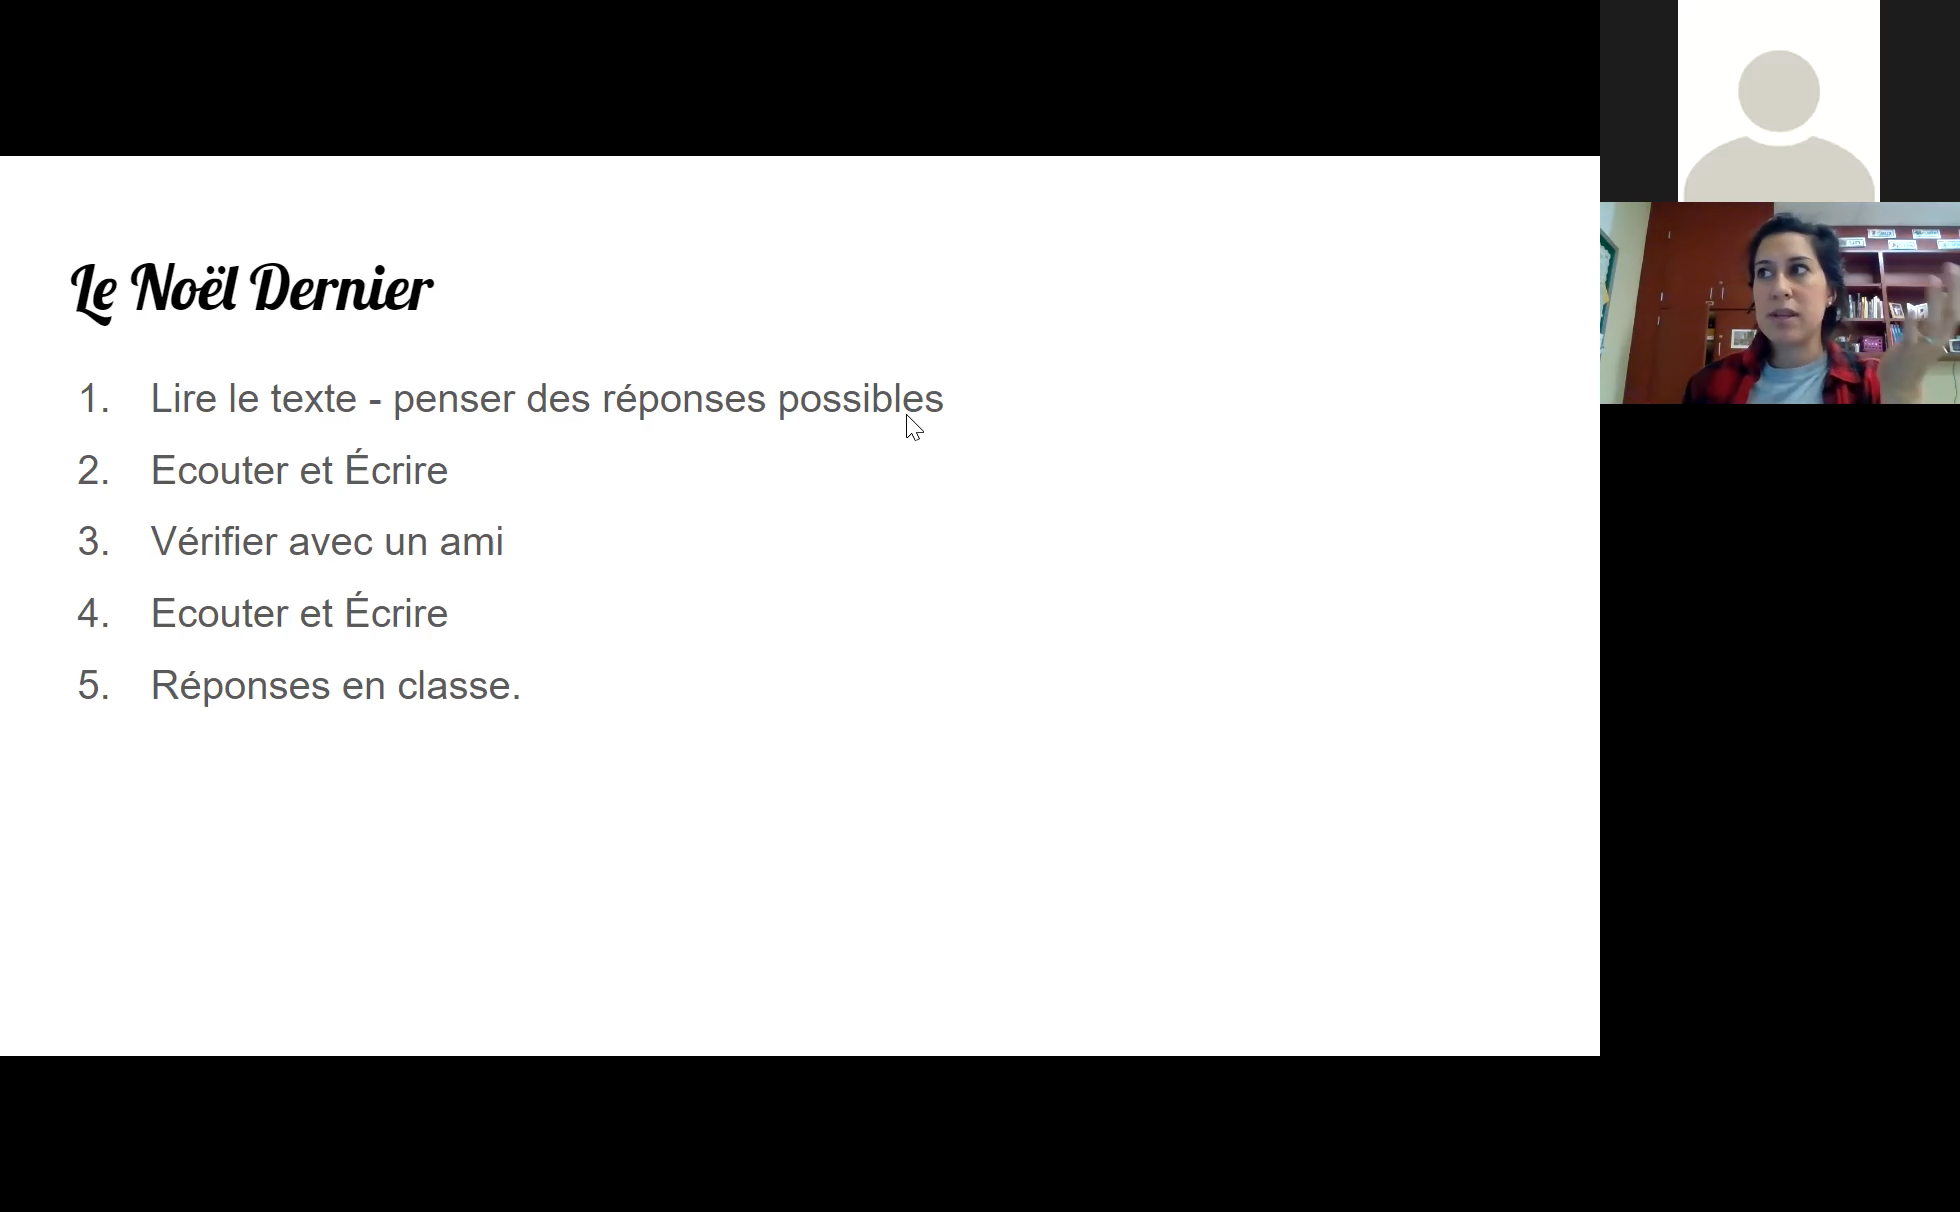 Le Noël Dernier
1. Lire le texte - penser des réponses possibles
2. Ecouter et Écrire
3. Vérifier avec un ami
4. Ecouter et Écrire
5. Réponses en classe.